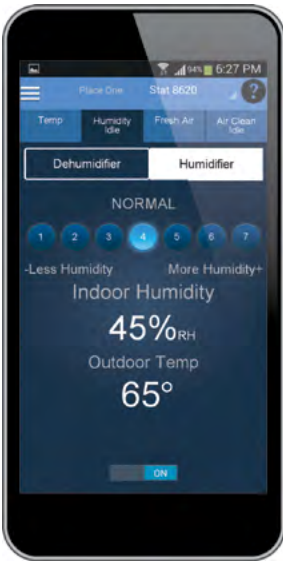 94% 6:27 PM
Place One Stat 8620 ?
Temp Humidity Idle Fresh Air Air Clean Idle
Dehumidifier Humidifier
NORMAL
1 2 3 4 5 6 7
-Less Humidity More Humidity+
Indoor Humidity
45%RH
Outdoor Temp
65°
ON